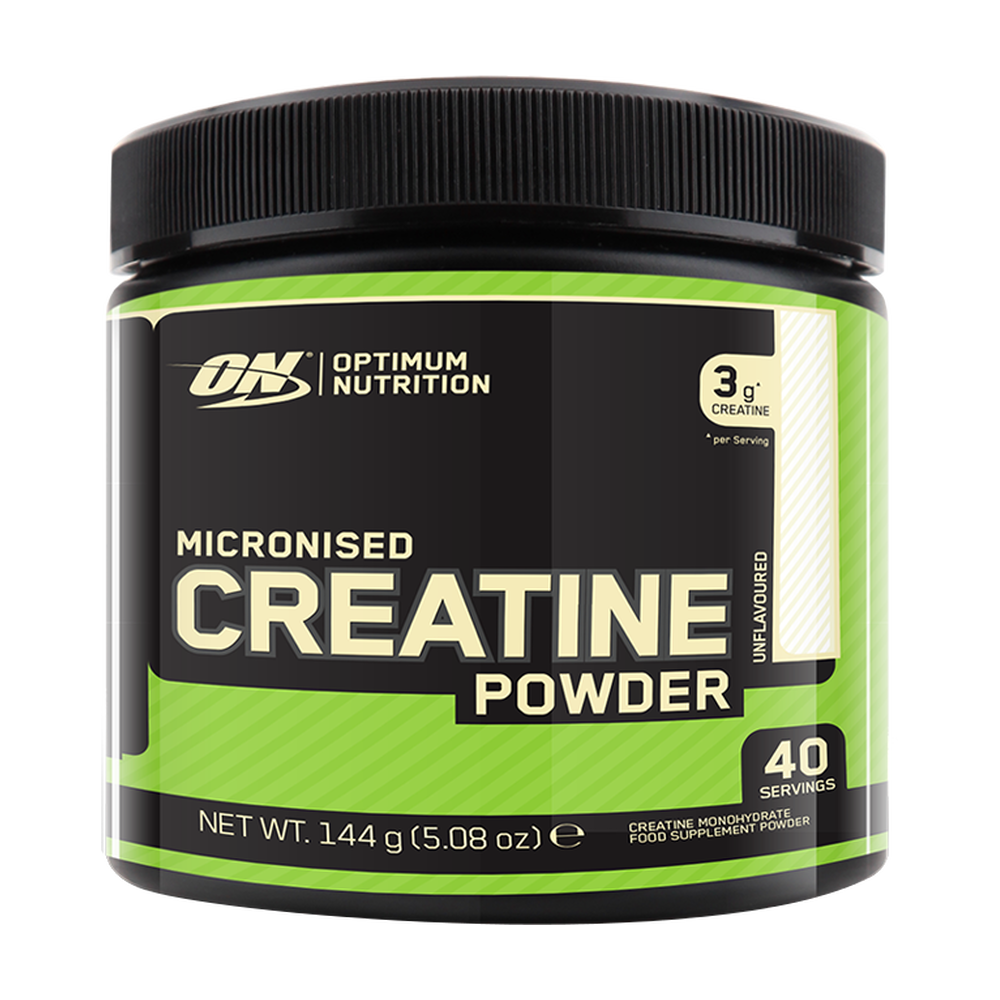 ON® OPTIMUM
NUTRITION
3 g▲
CREATINE
▲ per Serving
MICRONISED
CREATINE
POWDER
UNFLAVOURED
40
SERVINGS
NET WT. 144 g (5.08 oz) ℮
CREATINE MONOHYDRATE
FOOD SUPPLEMENT POWDER